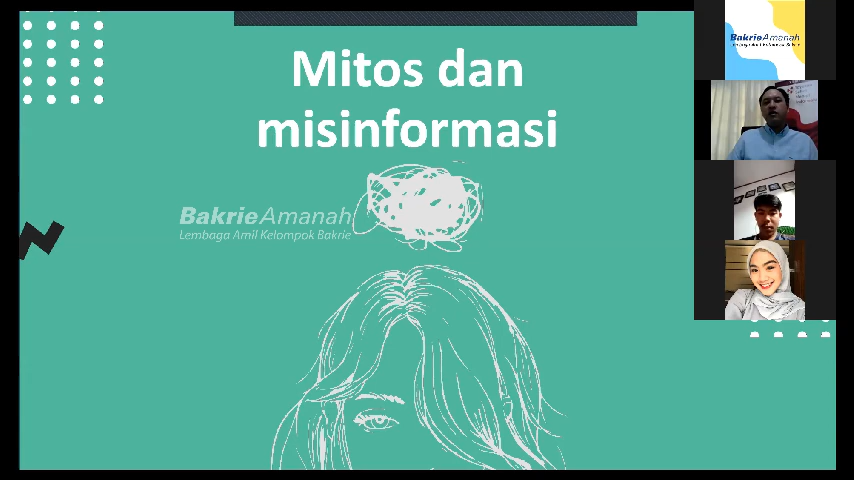 Mitos dan
misinformasi
BakrieAmanah
Lembaga Amil Kelompok Bakrie
BakrieAmanah